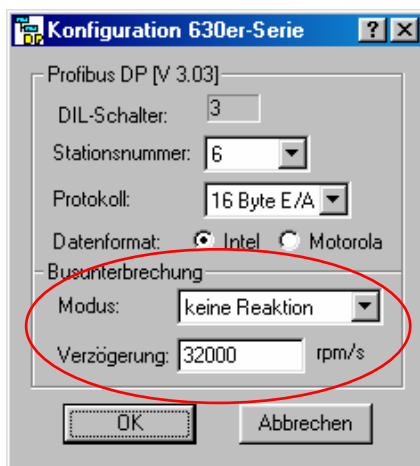 Konfiguration 630er-Serie
Profibus DP [V 3.03]
DIL-Schalter: 3
Stationsnummer: 6
Protokoll: 16 Byte E/A
Datenformat: Intel Motorola
Busunterbrechung
Modus: keine Reaktion
Verzögerung: 32000 rpm/s
OK Abbrechen